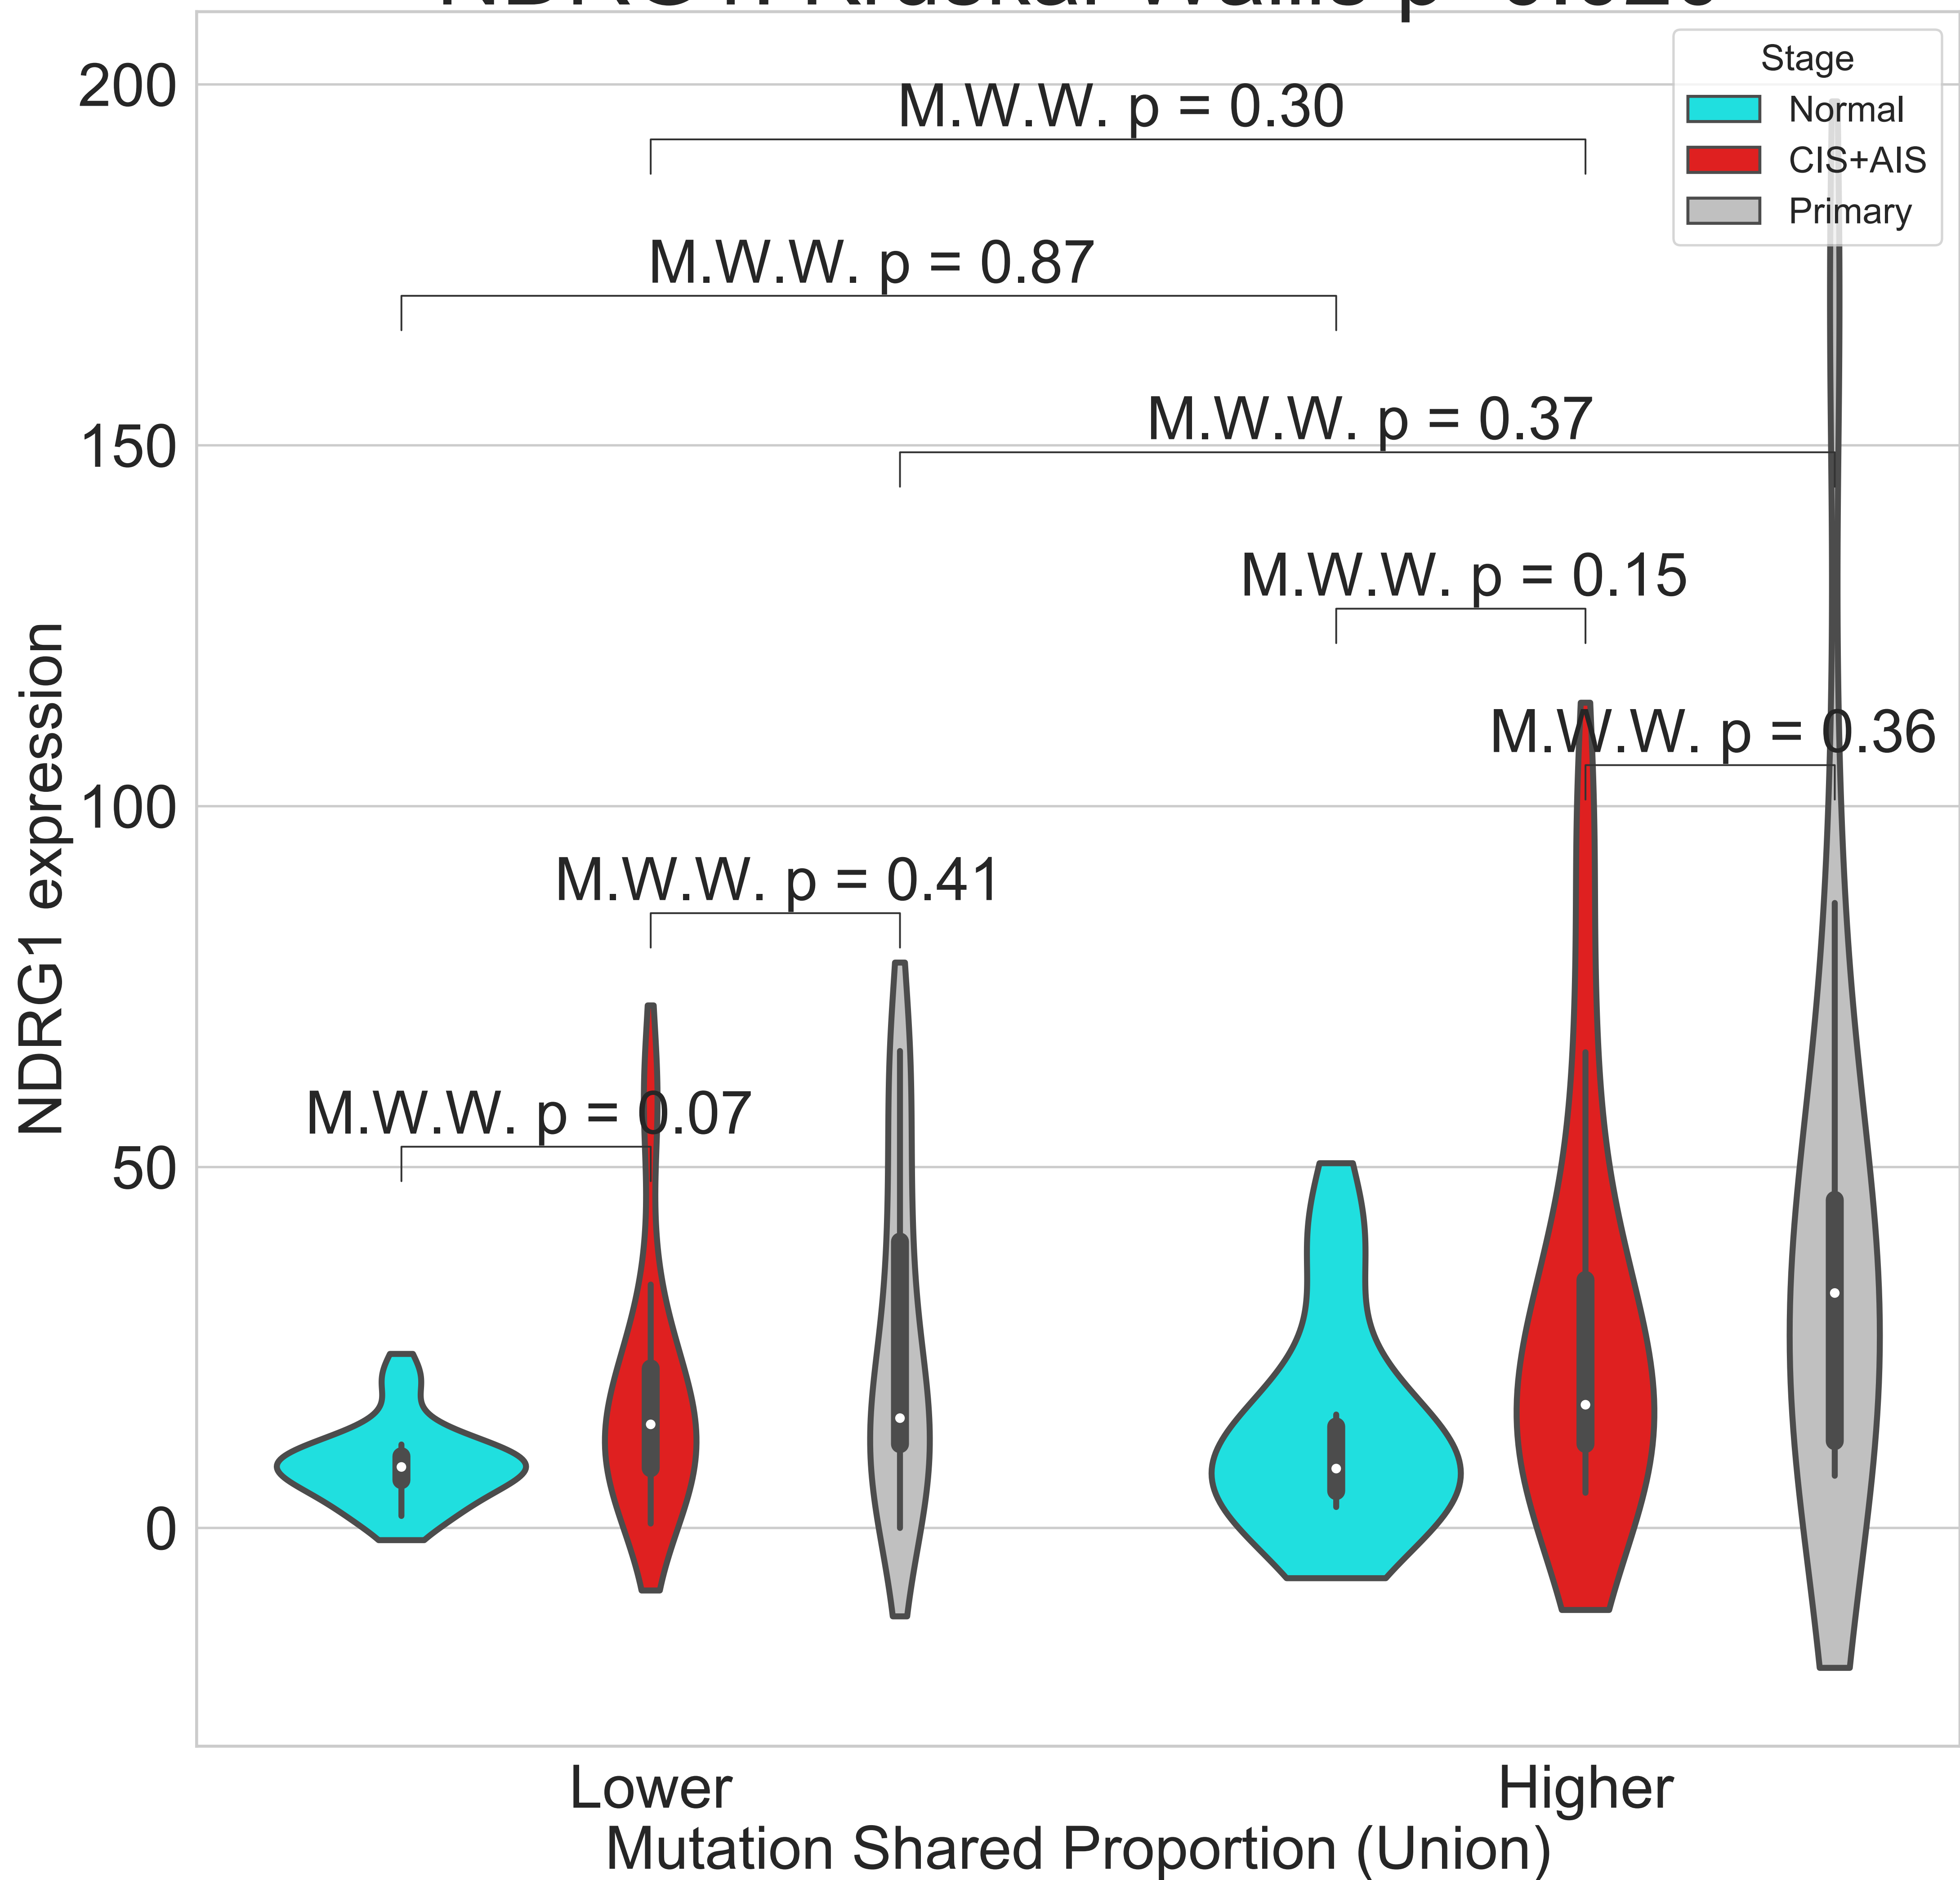 200
150
100
50
0
NDRG1 expression
Stage
Normal
CIS+AIS
Primary
M.W.W. p = 0.30
M.W.W. p = 0.87
M.W.W. p = 0.37
M.W.W. p = 0.15
M.W.W. p = 0.36
M.W.W. p = 0.41
M.W.W. p = 0.07
Lower
Higher
Mutation Shared Proportion (Union)